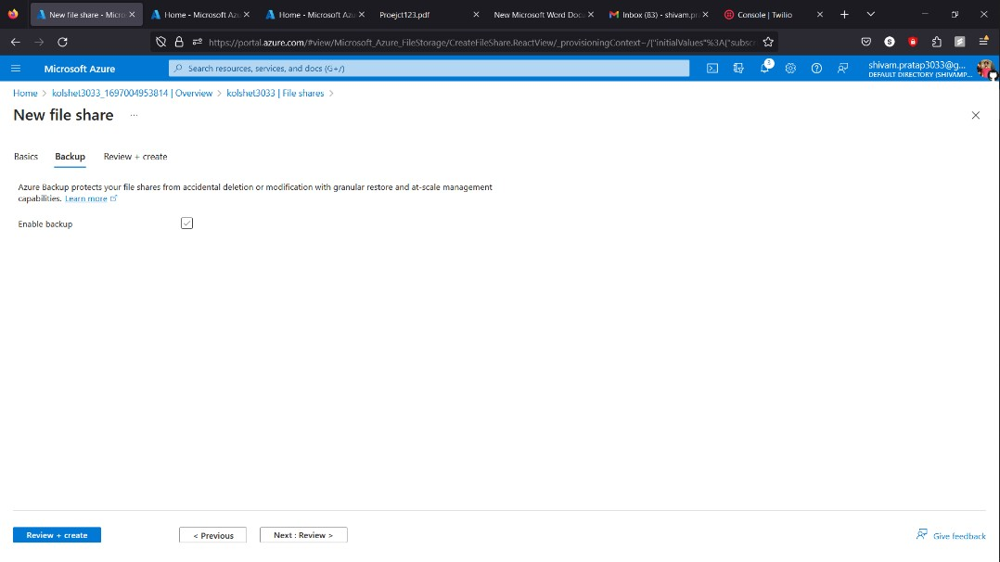 New file share - Micro
Home - Microsoft Az
Home - Microsoft Az
Proejct123.pdf
New Microsoft Word Doc
Inbox (83) - shivam.pr
Console | Twilio
https://portal.azure.com/#view/Microsoft_Azure_FileStorage/CreateFileShare.ReactView/_provisioningContext~/{"initialValues"%3A{"subsc
Microsoft Azure
Search resources, services, and docs (G+/)
3
shivam.pratap3033@g...
DEFAULT DIRECTORY (SHIVAMP...
Home > kolshet3033_1697004953814 | Overview > kolshet3033 | File shares >
New file share ...
Basics Backup Review + create
Azure Backup protects your file shares from accidental deletion or modification with granular restore and at-scale management
capabilities. Learn more
Enable backup
Review + create
< Previous
Next : Review >
Give feedback